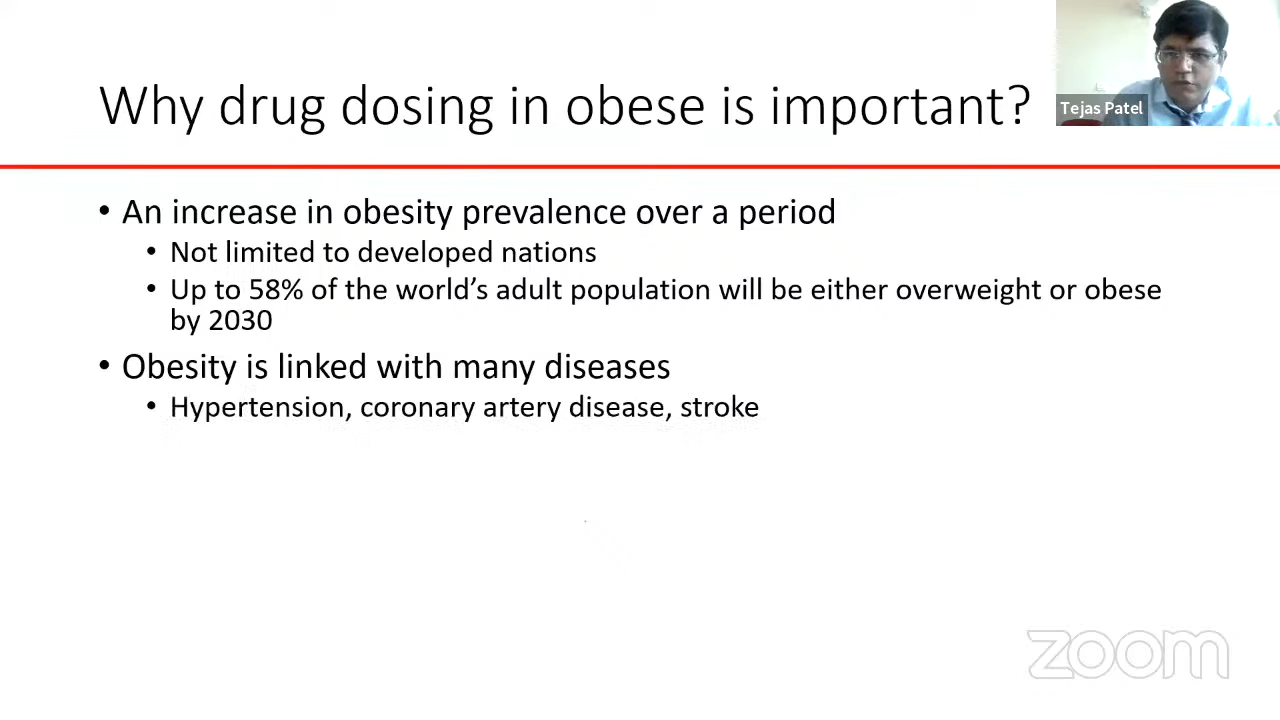 Why drug dosing in obese is important?
Tejas Patel
• An increase in obesity prevalence over a period
• Not limited to developed nations
• Up to 58% of the world's adult population will be either overweight or obese
by 2030
• Obesity is linked with many diseases
• Hypertension, coronary artery disease, stroke
zoom